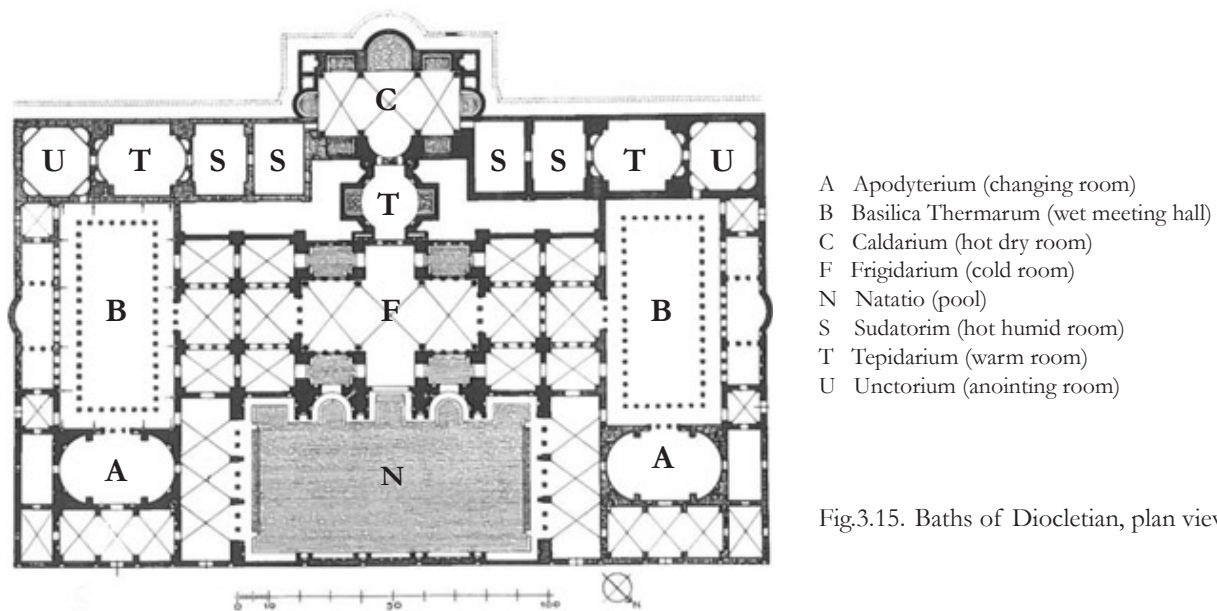 C
U T S S S S T U
T
B F B
A N A
0 10 50 100
N
A Apodyterium (changing room)
B Basilica Thermarum (wet meeting hall)
C Caldarium (hot dry room)
F Frigidarium (cold room)
N Natatio (pool)
S Sudatorim (hot humid room)
T Tepidarium (warm room)
U Unctorium (anointing room)
Fig.3.15. Baths of Diocletian, plan view